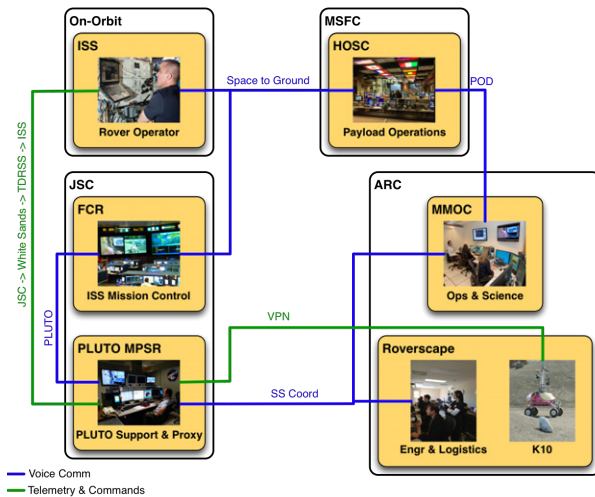 On-Orbit
MSFC
ISS
HOSC
Space to Ground
POD
Rover Operator
Payload Operations
JSC -> White Sands -> TDRSS -> ISS
JSC
ARC
FCR
MMOC
ISS Mission Control
Ops & Science
PLUTO
VPN
PLUTO MPSR
Roverscape
SS Coord
PLUTO Support & Proxy
Engr & Logistics
K10
Voice Comm
Telemetry & Commands